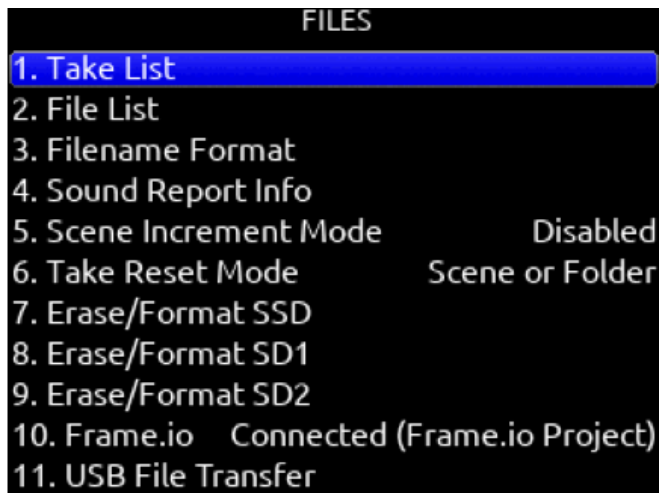 FILES
1. Take List
2. File List
3. Filename Format
4. Sound Report Info
5. Scene Increment Mode Disabled
6. Take Reset Mode Scene or Folder
7. Erase/Format SSD
8. Erase/Format SD1
9. Erase/Format SD2
10. Frame.io Connected (Frame.io Project)
11. USB File Transfer